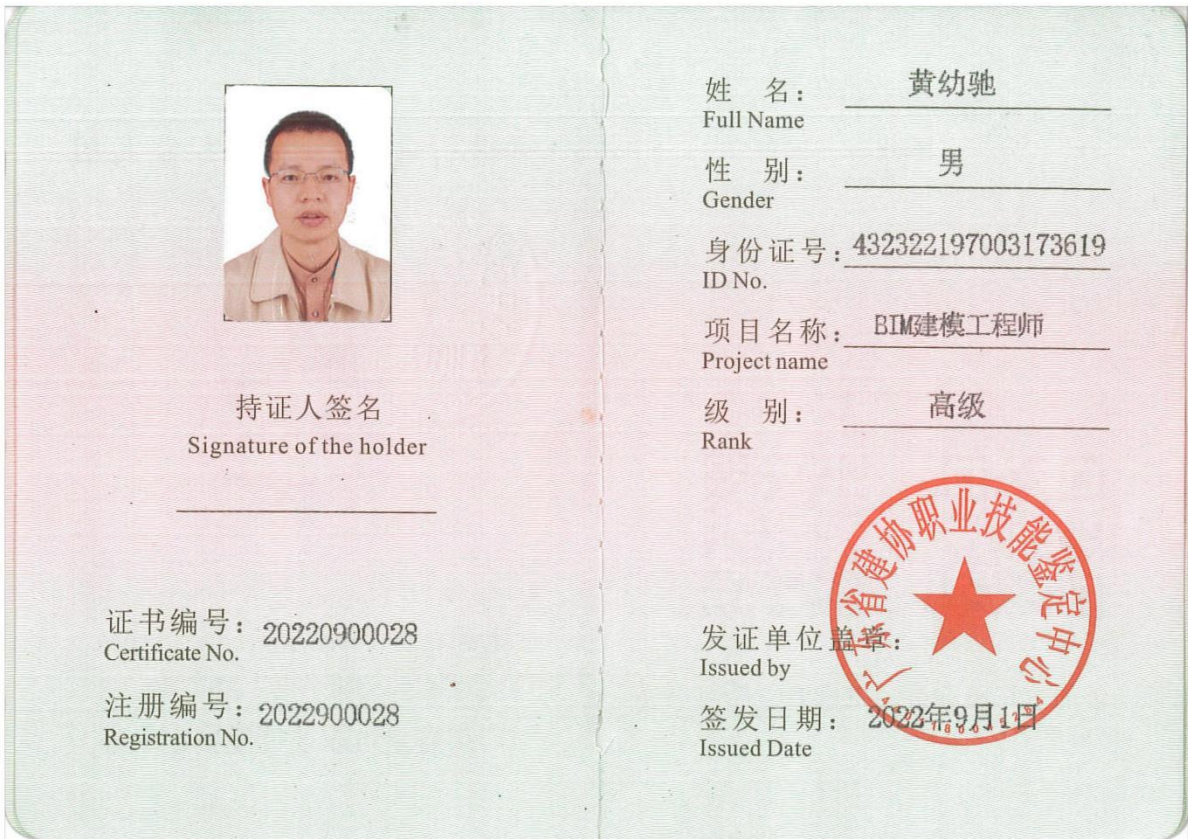 持证人签名
Signature of the holder
证书编号：20220900028
Certificate No.
注册编号：2022900028
Registration No.
姓 名：黄幼驰
Full Name
性 别：男
Gender
身份证号：432322197003173619
ID No.
项目名称：BIM建模工程师
Project name
级 别：高级
Rank
广东省建协职业技能鉴定中心
发证单位盖章：
Issued by
签发日期：2022年9月1日
Issued Date